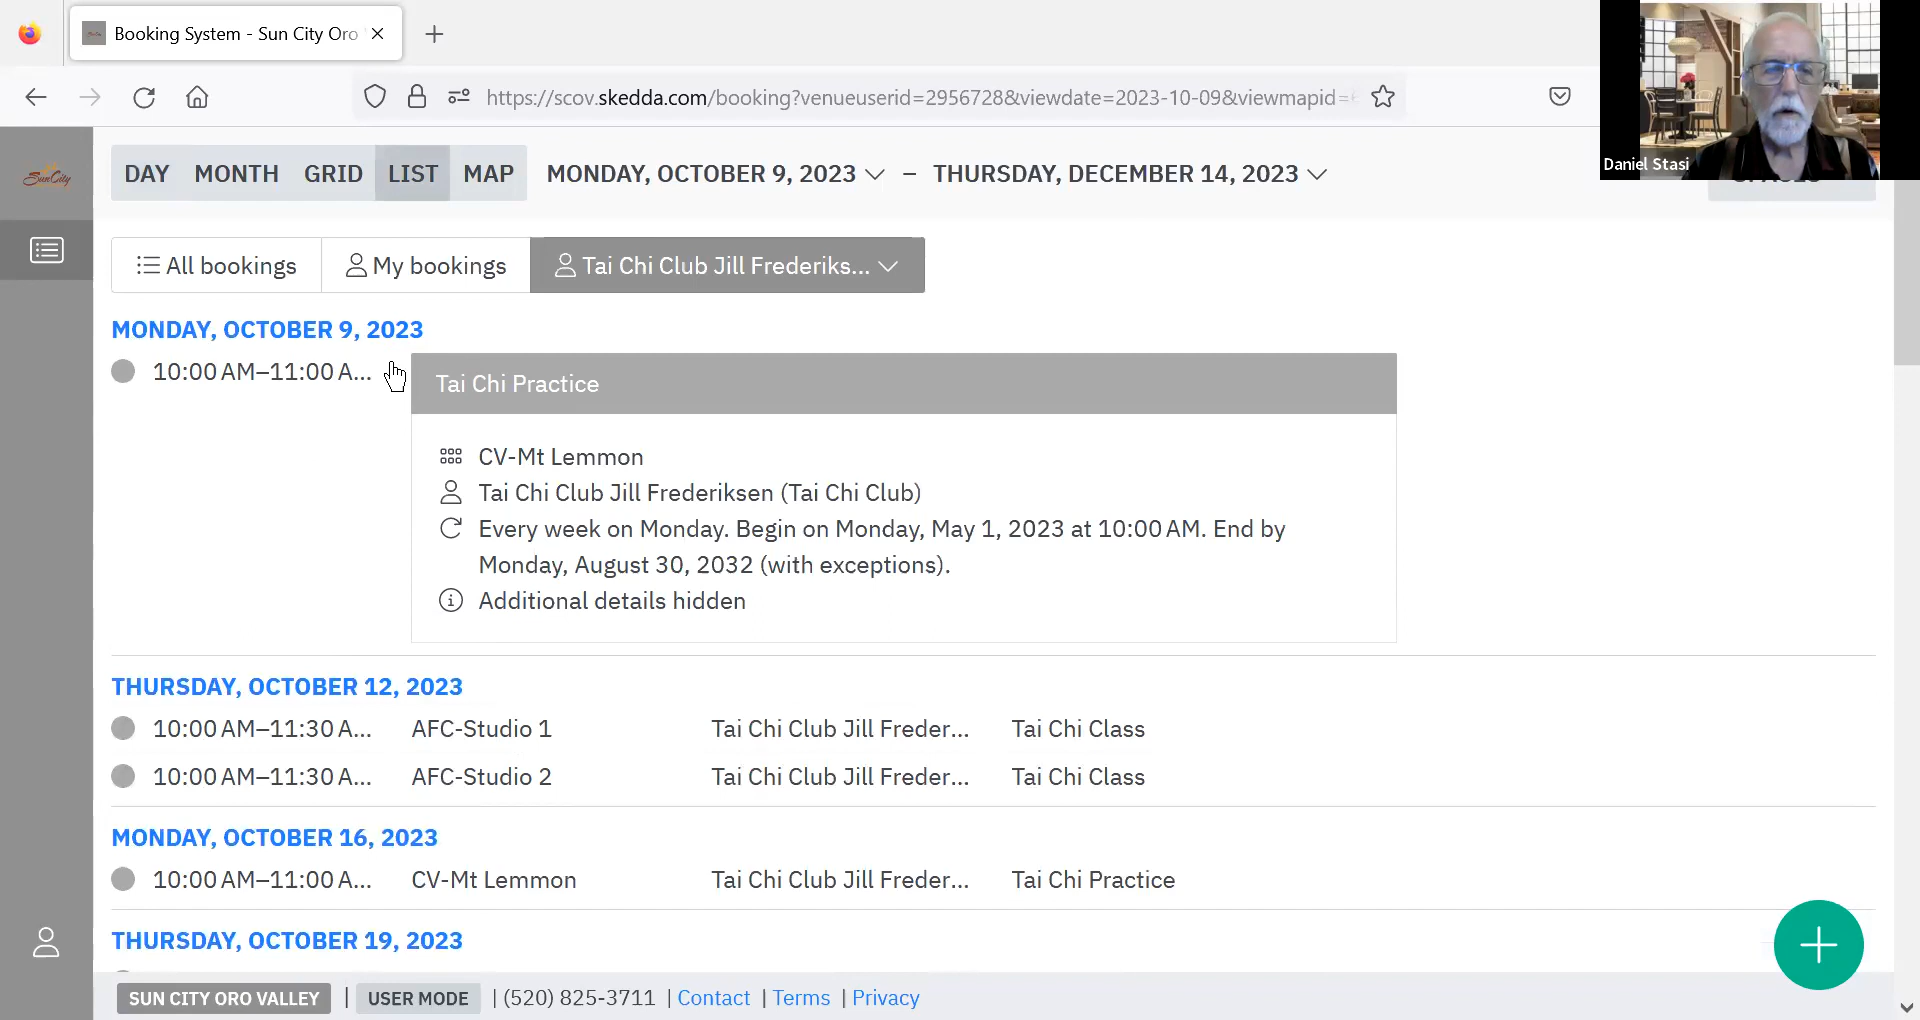 Booking System - Sun City Oro
https://scov.skedda.com/booking?venueuserid=2956728&viewdate=2023-10-09&viewmapid=
Daniel Stasi
SunCity
DAY MONTH GRID LIST MAP MONDAY, OCTOBER 9, 2023 – THURSDAY, DECEMBER 14, 2023
All bookings My bookings Tai Chi Club Jill Frederiks...
MONDAY, OCTOBER 9, 2023
10:00 AM–11:00 A...
Tai Chi Practice
CV-Mt Lemmon
Tai Chi Club Jill Frederiksen (Tai Chi Club)
Every week on Monday. Begin on Monday, May 1, 2023 at 10:00 AM. End by
Monday, August 30, 2032 (with exceptions).
Additional details hidden
THURSDAY, OCTOBER 12, 2023
10:00 AM–11:30 A... AFC-Studio 1 Tai Chi Club Jill Freder... Tai Chi Class
10:00 AM–11:30 A... AFC-Studio 2 Tai Chi Club Jill Freder... Tai Chi Class
MONDAY, OCTOBER 16, 2023
10:00 AM–11:00 A... CV-Mt Lemmon Tai Chi Club Jill Freder... Tai Chi Practice
THURSDAY, OCTOBER 19, 2023
SUN CITY ORO VALLEY | USER MODE | (520) 825-3711 | Contact | Terms | Privacy